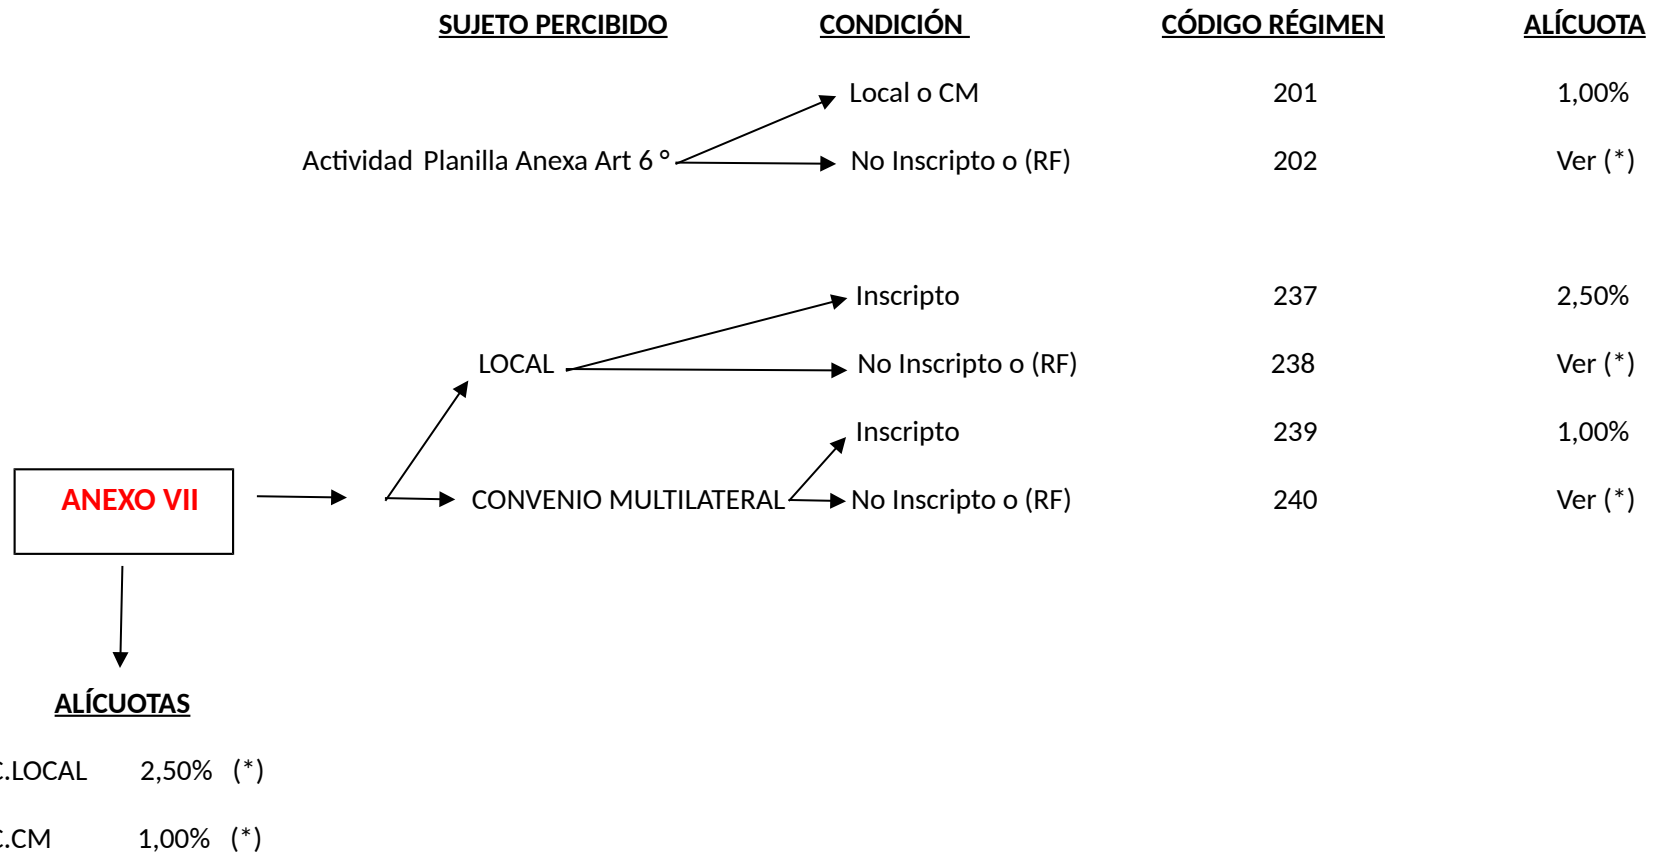 SUJETO PERCIBIDO CONDICIÓN CÓDIGO RÉGIMEN ALÍCUOTA
Local o CM 201 1,00%
Actividad Planilla Anexa Art 6 ° No Inscripto o (RF) 202 Ver (*)
Inscripto 237 2,50%
LOCAL No Inscripto o (RF) 238 Ver (*)
Inscripto 239 1,00%
ANEXO VII CONVENIO MULTILATERAL No Inscripto o (RF) 240 Ver (*)
ALÍCUOTAS
C.LOCAL 2,50% (*)
C.CM 1,00% (*)